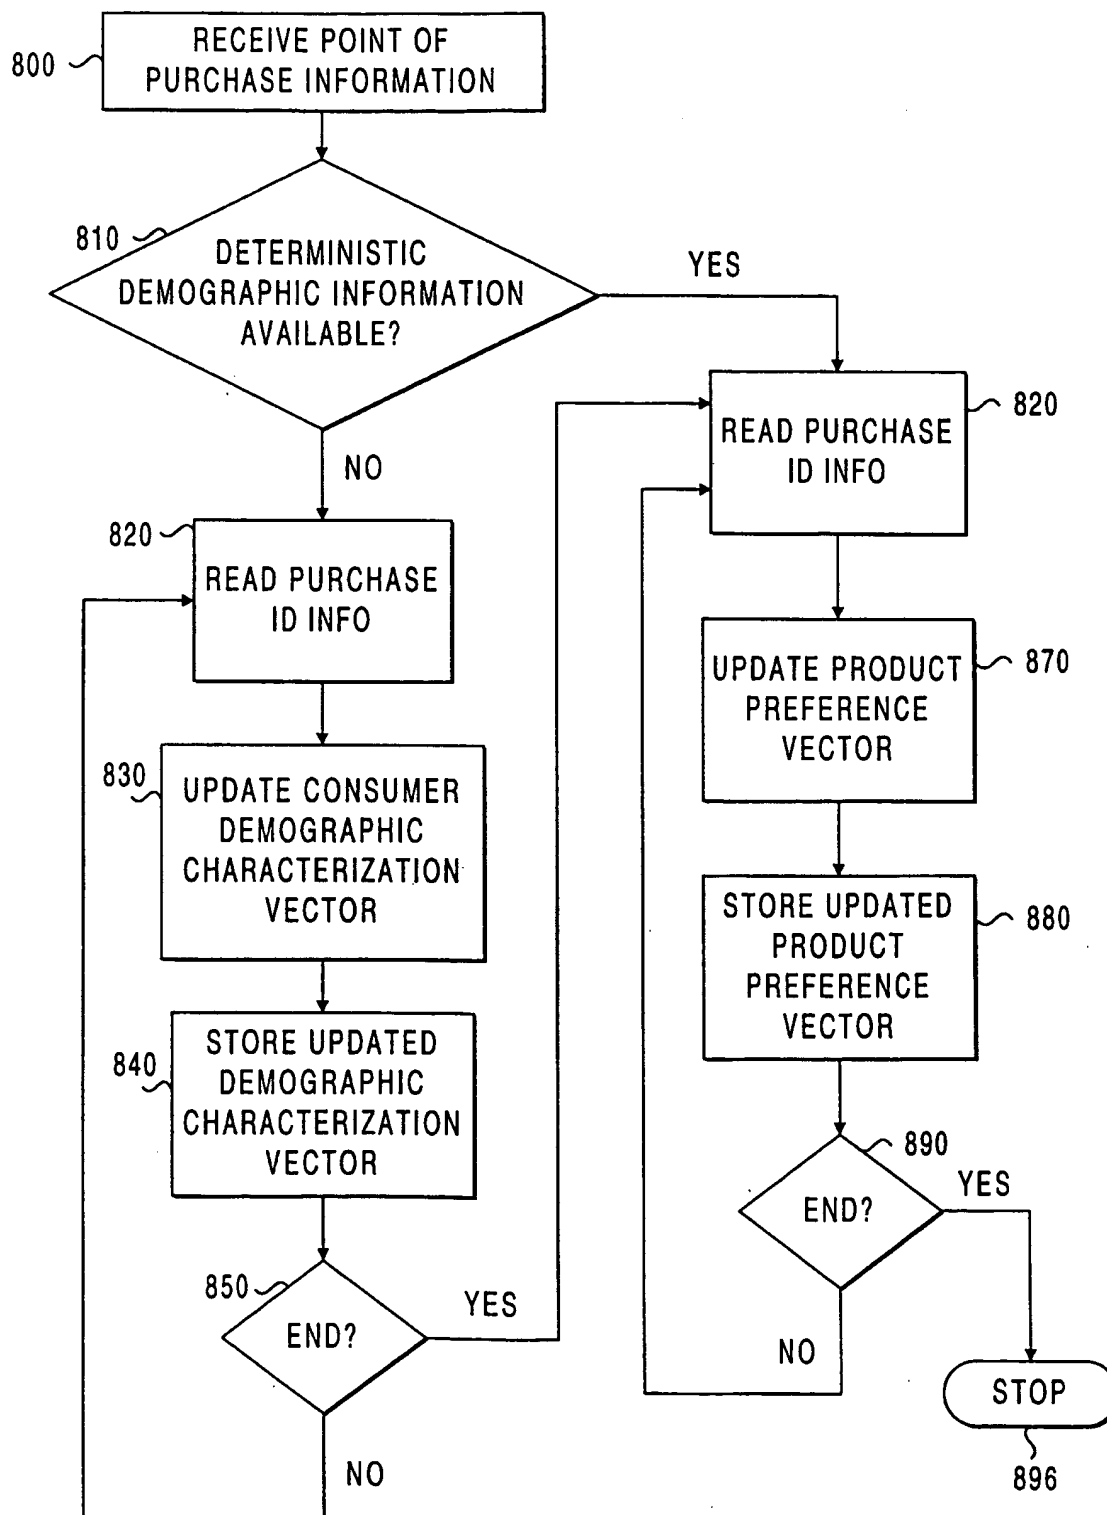 800
RECEIVE POINT OF
PURCHASE INFORMATION
810
DETERMINISTIC
DEMOGRAPHIC INFORMATION
AVAILABLE?
YES
NO
820
READ PURCHASE
ID INFO
830
UPDATE CONSUMER
DEMOGRAPHIC
CHARACTERIZATION
VECTOR
840
STORE UPDATED
DEMOGRAPHIC
CHARACTERIZATION
VECTOR
850
END?
YES
NO
820
READ PURCHASE
ID INFO
870
UPDATE PRODUCT
PREFERENCE
VECTOR
880
STORE UPDATED
PRODUCT
PREFERENCE
VECTOR
890
END?
YES
NO
STOP
896